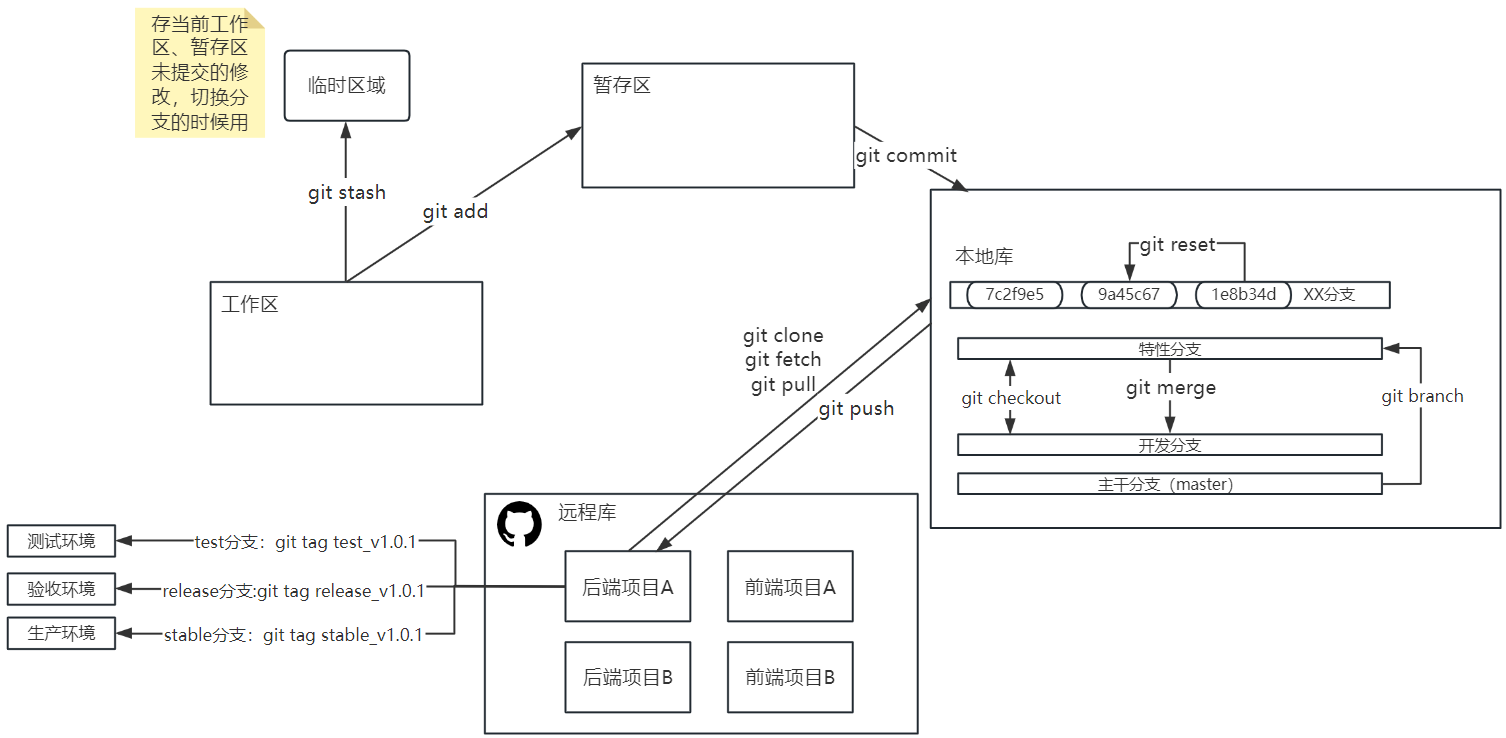 存当前工作
区、暂存区
未提交的修
改，切换分
支的时候用
临时区域
暂存区
git commit
git stash
git add
工作区
本地库
git reset
7c2f9e5
9a45c67
1e8b34d
XX分支
git clone
git fetch
git pull
git push
特性分支
git checkout
git merge
git branch
开发分支
主干分支（master）
远程库
测试环境
test分支：git tag test_v1.0.1
验收环境
release分支:git tag release_v1.0.1
生产环境
stable分支：git tag stable_v1.0.1
后端项目A
前端项目A
后端项目B
前端项目B